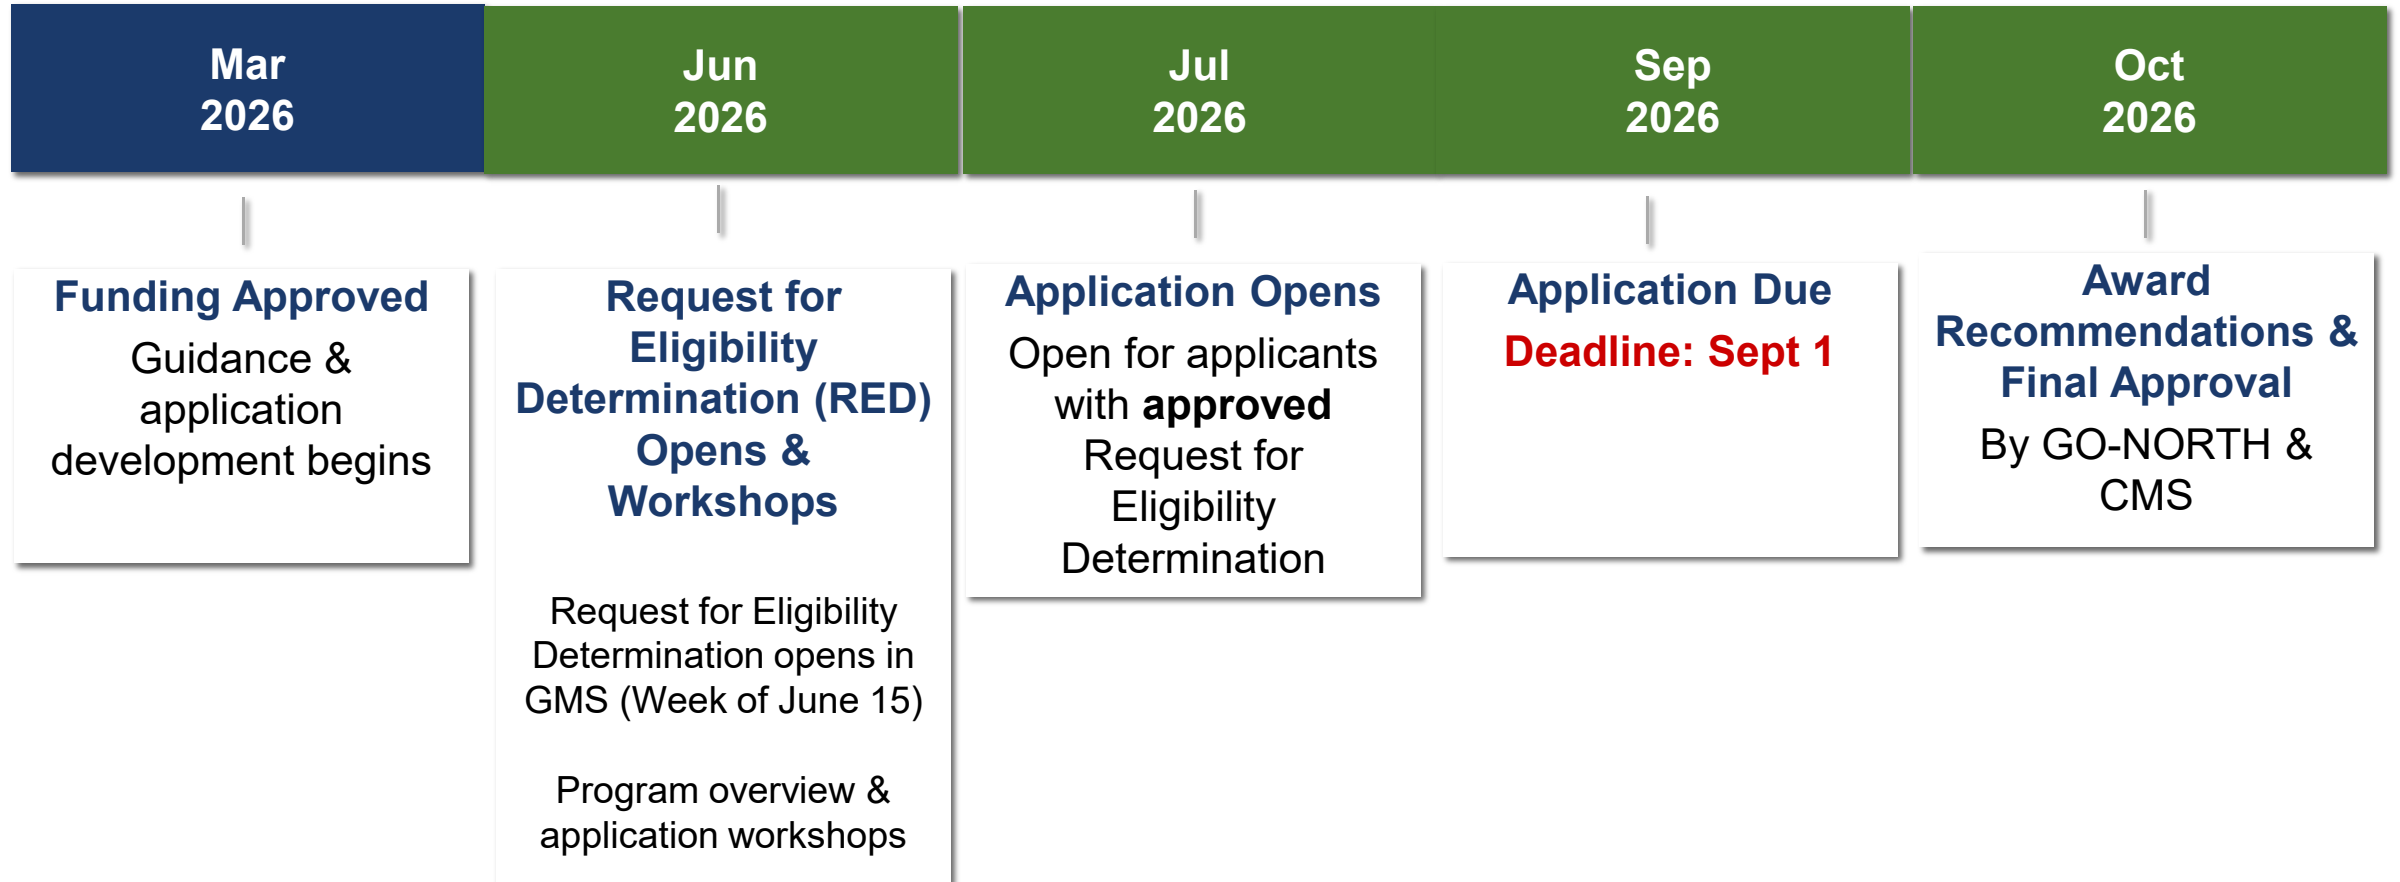 Mar
2026
Jun
2026
Jul
2026
Sep
2026
Oct
2026
Funding Approved
Guidance &
application
development begins
Request for
Eligibility
Determination (RED)
Opens &
Workshops
Request for Eligibility
Determination opens in
GMS (Week of June 15)
Program overview &
application workshops
Application Opens
Open for applicants
with approved
Request for
Eligibility
Determination
Application Due
Deadline: Sept 1
Award
Recommendations &
Final Approval
By GO-NORTH &
CMS